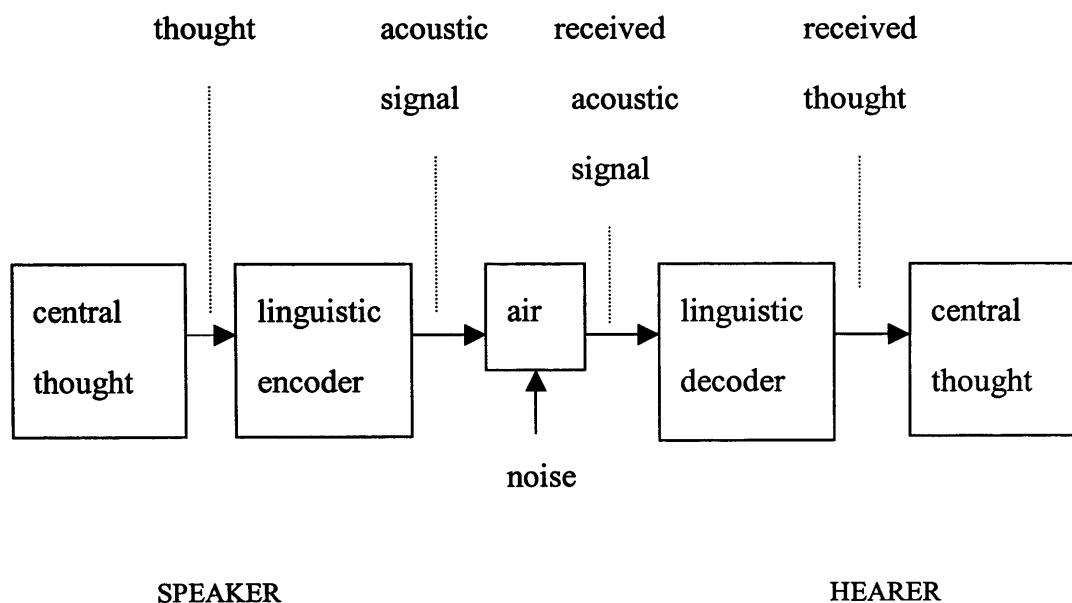 thought
acoustic
signal
received
acoustic
signal
received
thought
central
thought
linguistic
encoder
air
linguistic
decoder
central
thought
noise
SPEAKER
HEARER